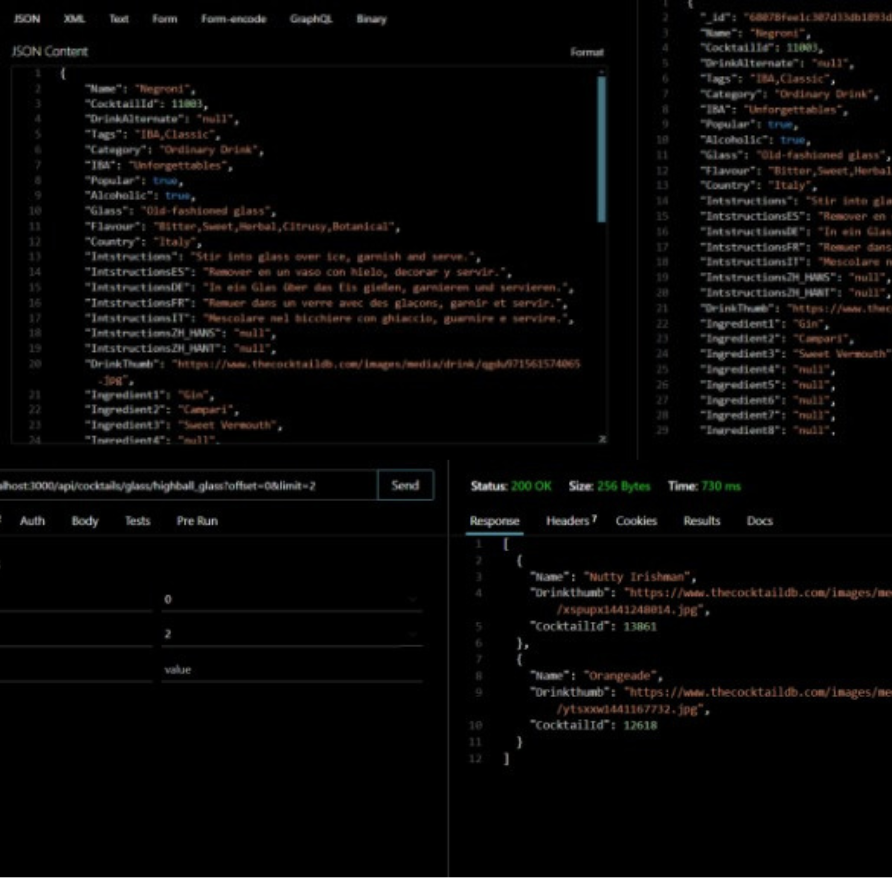 JSON XML Text Form Form-encode GraphQL Binary
JSON Content Format
1 {
2 "Name": "Negroni",
3 "CocktailId": 11003,
4 "DrinkAlternate": "null",
5 "Tags": "IBA,Classic",
6 "Category": "Ordinary Drink",
7 "IBA": "Unforgettables",
8 "Popular": true,
9 "Alcoholic": true,
10 "Glass": "Old-fashioned glass",
11 "Flavour": "Bitter,Sweet,Herbal,Citrusy,Botanical",
12 "Country": "Italy",
13 "Intstructions": "Stir into glass over ice, garnish and serve.",
14 "IntstructionsES": "Remover en un vaso con hielo, decorar y servir.",
15 "IntstructionsDE": "In ein Glas über das Eis gießen, garnieren und servieren.",
16 "IntstructionsFR": "Remuer dans un verre avec des glaçons, garnir et servir.",
17 "IntstructionsIT": "Mescolare nel bicchiere con ghiaccio, guarnire e servire.",
18 "IntstructionsZH_HANS": "null",
19 "IntstructionsZH_HANT": "null",
20 "DrinkThumb": "https://www.thecocktaildb.com/images/media/drink/qgdu971561574065
.jpg",
21 "Ingredient1": "Gin",
22 "Ingredient2": "Campari",
23 "Ingredient3": "Sweet Vermouth",
24 "Ingredient4": "null",
1 {
2 "_id":
3 "Name": "Negroni",
4 "CocktailId": 11003,
5 "DrinkAlternate": "null",
6 "Tags": "IBA,Classic",
7 "Category": "Ordinary Drink",
8 "IBA": "Unforgettables",
9 "Popular": true,
10 "Alcoholic": true,
11 "Glass": "Old-fashioned glass",
12 "Flavour": "Bitter,Sweet,Herbal
13 "Country": "Italy",
14 "Intstructions": "Stir into gla
15 "IntstructionsES": "Remover en
16 "IntstructionsDE": "In ein Glas
17 "IntstructionsFR": "Remuer dans
18 "IntstructionsIT": "Mescolare n
19 "IntstructionsZH_HANS": "null",
20 "IntstructionsZH_HANT": "null",
21 "DrinkThumb": "https://www.thec
22 "Ingredient1": "Gin",
23 "Ingredient2": "Campari",
24 "Ingredient3": "Sweet Vermouth"
25 "Ingredient4": "null",
26 "Ingredient5": "null",
27 "Ingredient6": "null",
28 "Ingredient7": "null",
29 "Ingredient8": "null",
alhost:3000/api/cocktails/glass/highball_glass?offset=0&limit=2 Send
Auth Body Tests Pre Run
0
2
value
Status: 200 OK Size: 256 Bytes Time: 730 ms
Response Headers 7 Cookies Results Docs
1 [
2 {
3 "Name": "Nutty Irishman",
4 "Drinkthumb": "https://www.thecocktaildb.com/images/me
/xspupx1441248014.jpg",
5 "CocktailId": 13861
6 },
7 {
8 "Name": "Orangeade",
9 "Drinkthumb": "https://www.thecocktaildb.com/images/me
/ytsxxw1441167732.jpg",
10 "CocktailId": 12618
11 }
12 ]